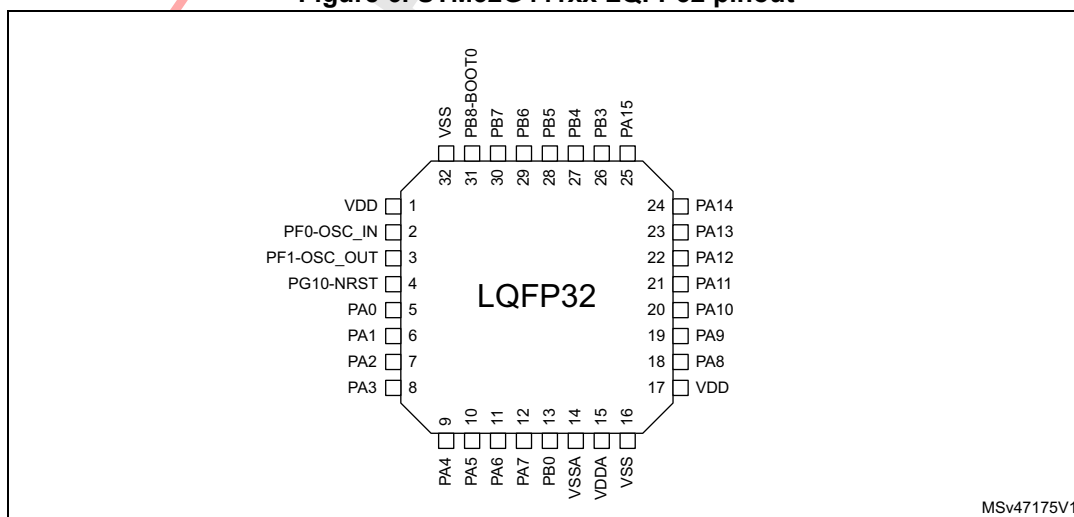 VSS
PB8-BOOT0
PB7
PB6
PB5
PB4
PB3
PA15
32
31
30
29
28
27
26
25
VDD 1
PF0-OSC_IN 2
PF1-OSC_OUT 3
PG10-NRST 4
PA0 5
PA1 6
PA2 7
PA3 8
LQFP32
24 PA14
23 PA13
22 PA12
21 PA11
20 PA10
19 PA9
18 PA8
17 VDD
9
10
11
12
13
14
15
16
PA4
PA5
PA6
PA7
PB0
VSSA
VDDA
VSS
MSv47175V1